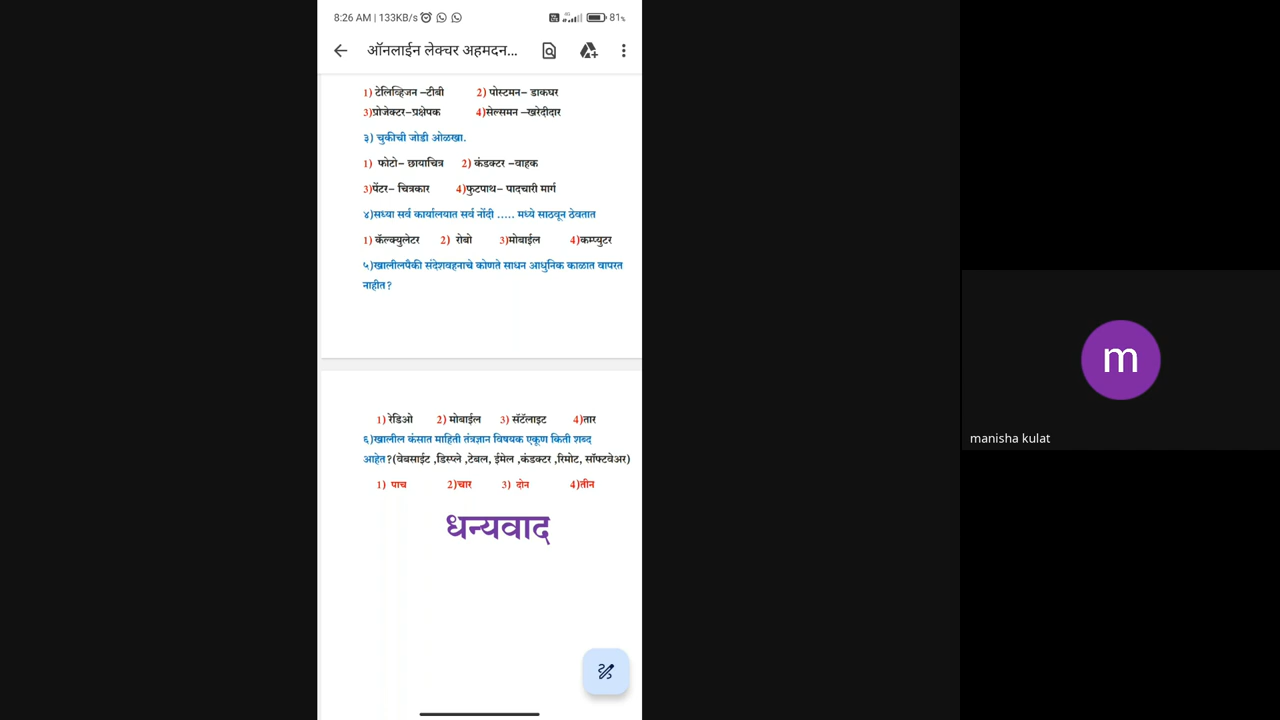 8:26 AM | 133KB/s
81%
ऑनलाईन लेक्चर अहमदन...
1) टेलिव्हिजन –टीबी 2) पोस्टमन– डाकघर
3)प्रोजेक्टर–प्रक्षेपक 4)सेल्समन –खरेदीदार
३) चुकीची जोडी ओळखा.
1) फोटो– छायाचित्र 2) कंडक्टर –वाहक
3)पेंटर– चित्रकार 4)फुटपाथ– पादचारी मार्ग
४)सध्या सर्व कार्यालयात सर्व नोंदी ..... मध्ये साठवून ठेवतात
1) कॅल्क्युलेटर 2) रोबो 3)मोबाईल 4)कम्प्युटर
५)खालीलपैकी संदेशवहनाचे कोणते साधन आधुनिक काळात वापरत
नाहीत?
1) रेडिओ 2) मोबाईल 3) सॅटॅलाइट 4)तार
६)खालील कंसात माहिती तंत्रज्ञान विषयक एकूण किती शब्द
आहेत?(वेबसाईट ,डिस्प्ले ,टेबल, ईमेल ,कंडक्टर ,रिमोट, सॉफ्टवेअर)
1) पाच 2)चार 3) दोन 4)तीन
धन्यवाद
m
manisha kulat